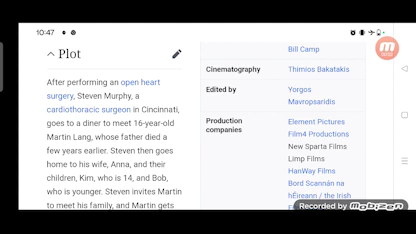 10:47
Plot
After performing an open heart
surgery, Steven Murphy, a
cardiothoracic surgeon in Cincinnati,
goes to a diner to meet 16-year-old
Martin Lang, whose father died a
few years earlier. Steven then goes
home to his wife, Anna, and their
children, Kim, who is 14, and Bob,
who is younger. Steven invites Martin
to meet his family, and Martin gets
Bill Camp
Cinematography Thimios Bakatakis
Edited by Yorgos
Mavropsaridis
Production
companies
Element Pictures
Film4 Productions
New Sparta Films
Limp Films
HanWay Films
Bord Scannán na
hÉireann / the Irish
Recorded by Mobizen